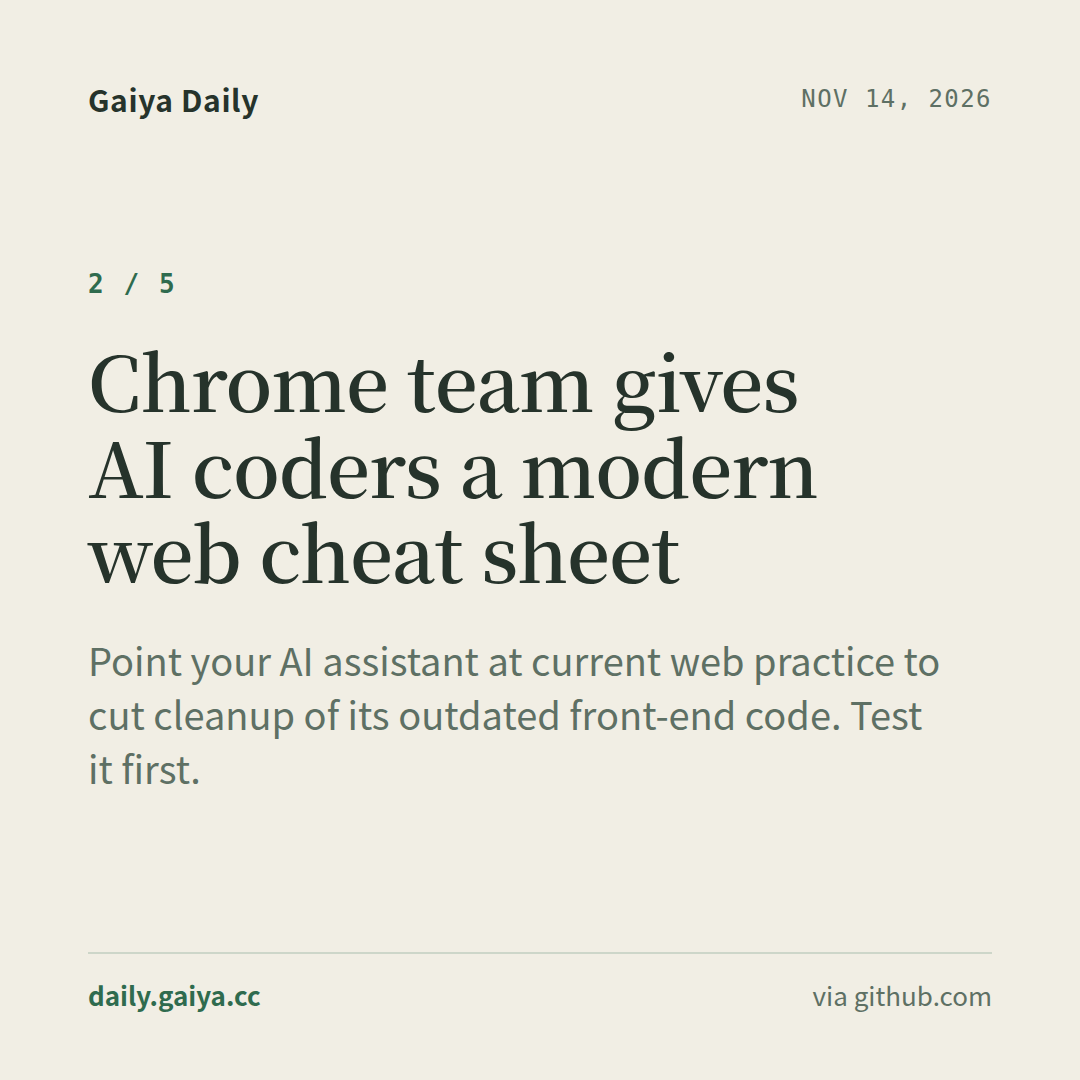 Gaiya Daily
NOV 14, 2026
2 / 5
Chrome team gives
AI coders a modern
web cheat sheet
Point your AI assistant at current web practice to
cut cleanup of its outdated front-end code. Test
it first.
daily.gaiya.cc
via github.com